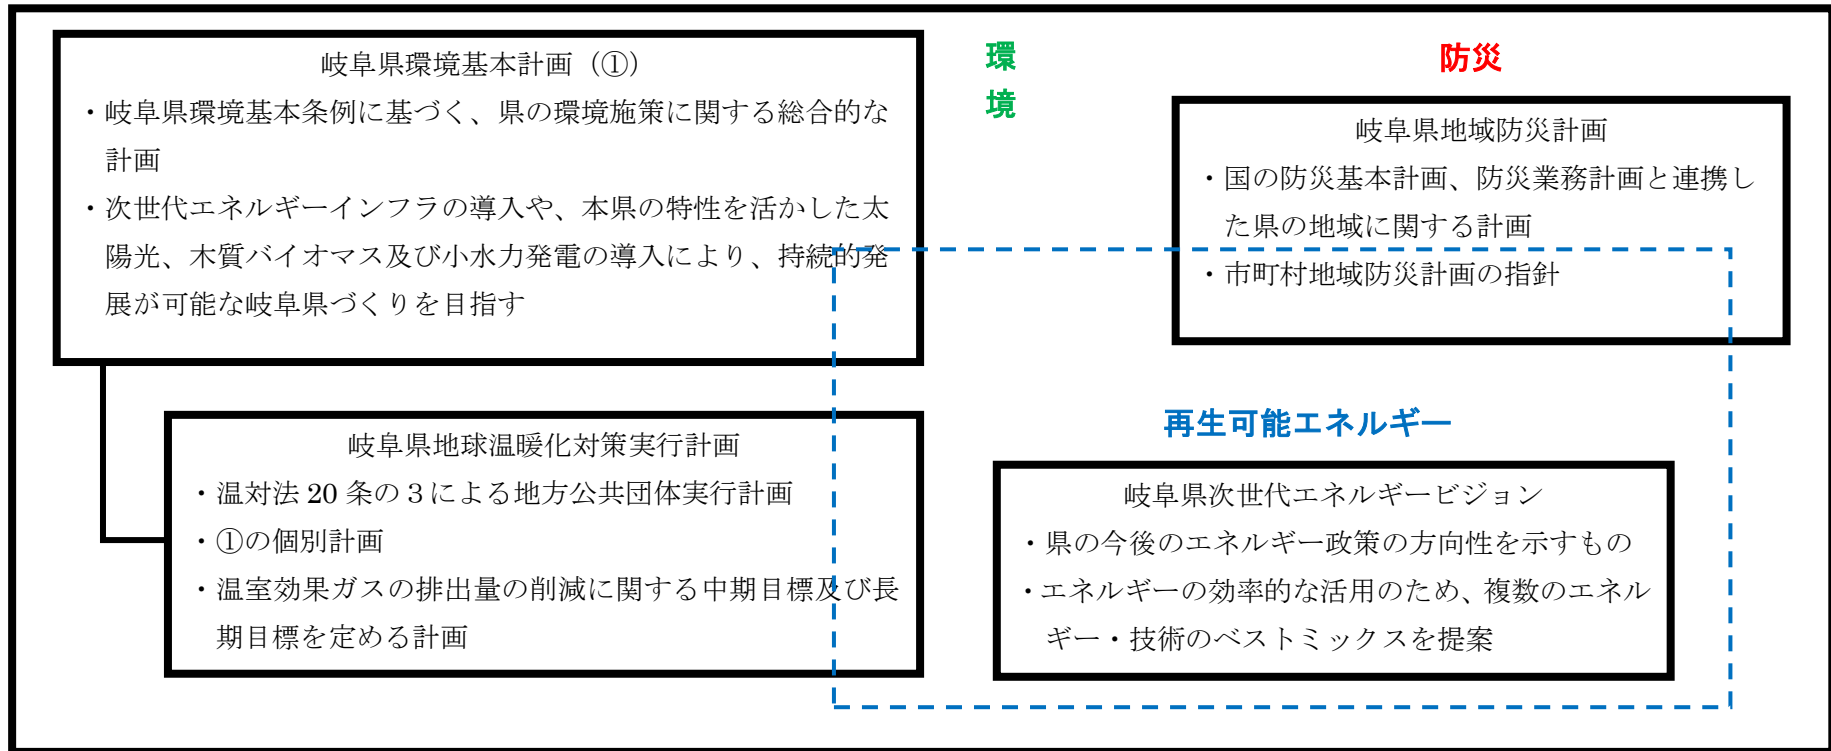 岐阜県環境基本計画（①）
・岐阜県環境基本条例に基づく、県の環境施策に関する総合的な
計画
・次世代エネルギーインフラの導入や、本県の特性を活かした太
陽光、木質バイオマス及び小水力発電の導入により、持続的発
展が可能な岐阜県づくりを目指す
環
境
防災
岐阜県地域防災計画
・国の防災基本計画、防災業務計画と連携し
た県の地域に関する計画
・市町村地域防災計画の指針
岐阜県地球温暖化対策実行計画
・温対法 20 条の３による地方公共団体実行計画
・①の個別計画
・温室効果ガスの排出量の削減に関する中期目標及び長
期目標を定める計画
再生可能エネルギー
岐阜県次世代エネルギービジョン
・県の今後のエネルギー政策の方向性を示すもの
・エネルギーの効率的な活用のため、複数のエネル
ギー・技術のベストミックスを提案